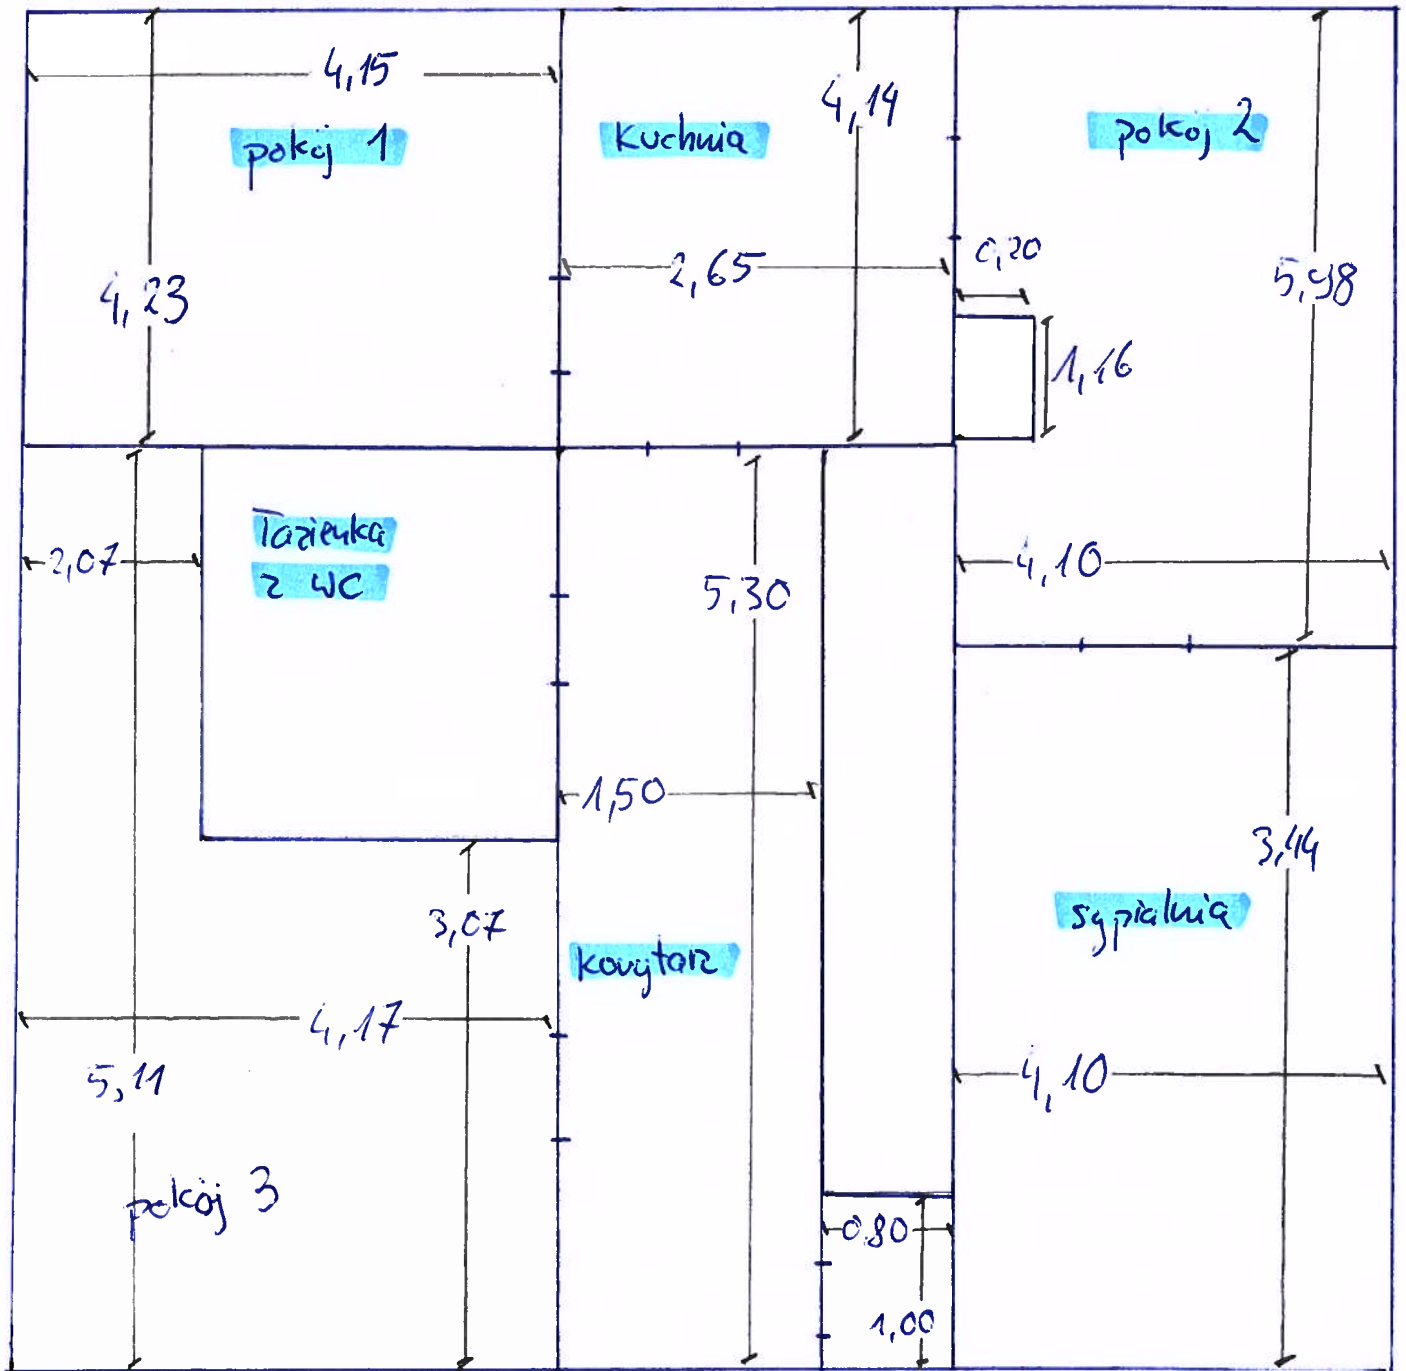 4,15
4,14
pokój 1
Kuchnia
pokój 2
0,20
4,23
2,65
5,98
1,16
Łazienka
z WC
2,07
5,30
4,10
1,50
3,44
3,07
sypialnia
korytarz
4,17
5,11
4,10
pokój 3
0,80
1,00